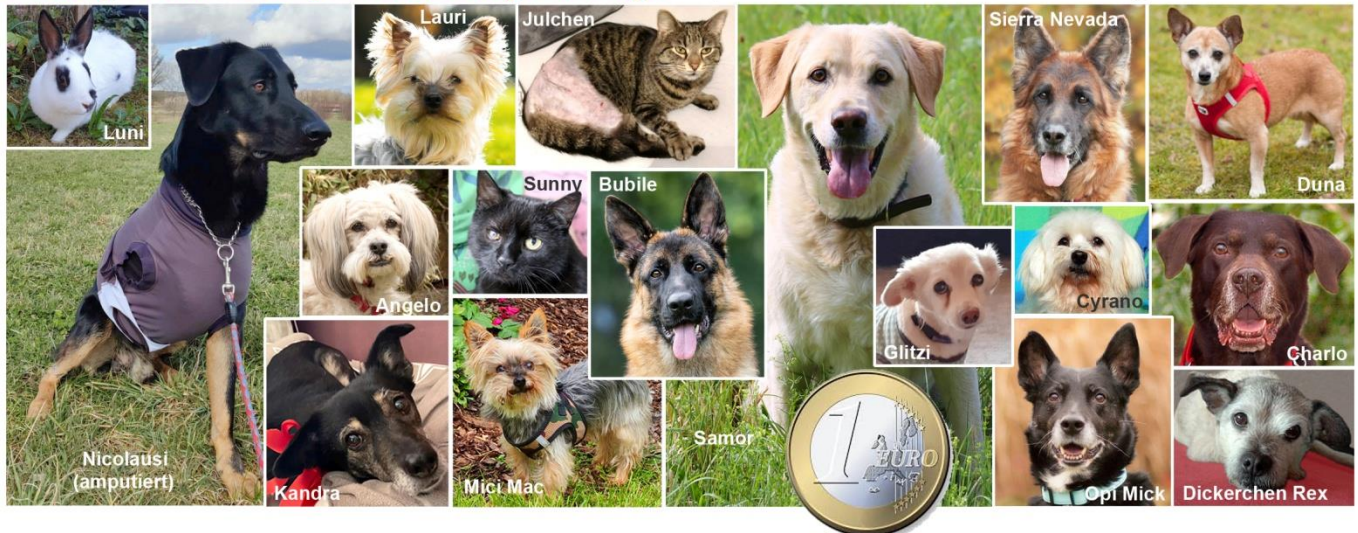 Luni
Lauri
Julchen
Sierra Nevada
Duna
Angelo
Sunny
Bubile
Glitzi
Cyrano
Charlo
Nicolausi
(amputiert)
Kandra
Mici Mac
Samor
1 EURO
Opi Mick
Dickerchen Rex